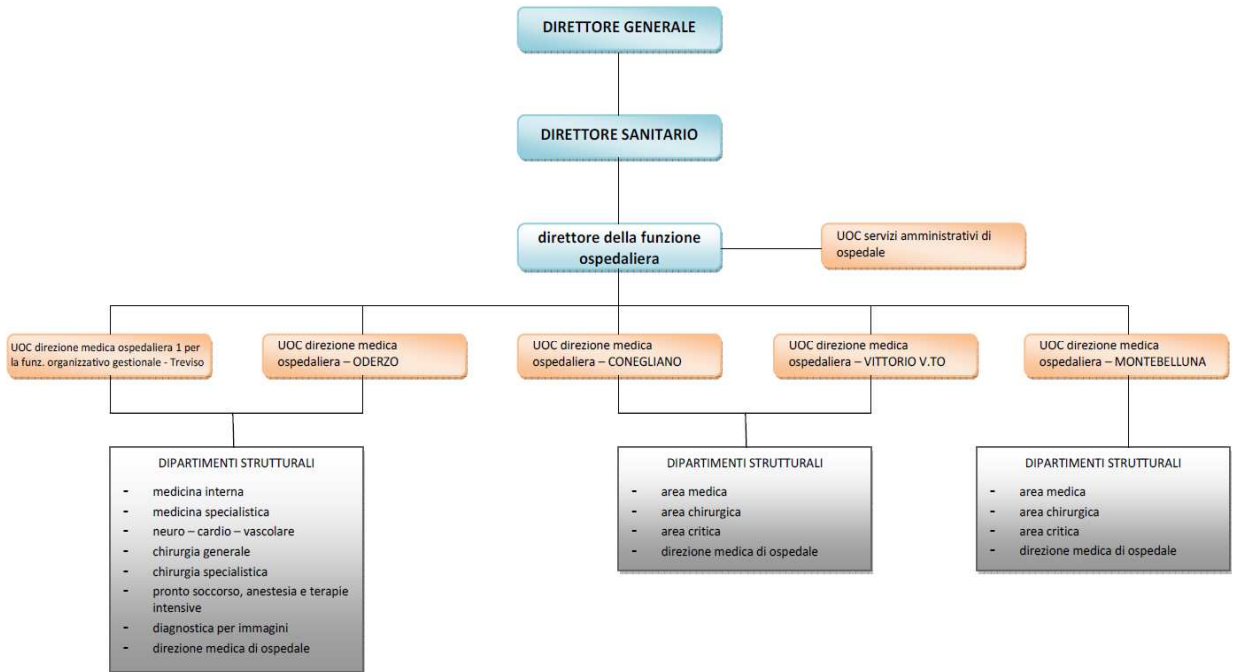 DIRETTORE GENERALE
DIRETTORE SANITARIO
direttore della funzione
ospedaliera
UOC servizi amministrativi di
ospedale
UOC direzione medica ospedaliera 1 per
la funz. organizzativo gestionale - Treviso
UOC direzione medica
ospedaliera – ODERZO
UOC direzione medica
ospedaliera – CONEGLIANO
UOC direzione medica
ospedaliera – VITTORIO V.TO
UOC direzione medica
ospedaliera – MONTEBELLUNA
DIPARTIMENTI STRUTTURALI
- medicina interna
- medicina specialistica
- neuro – cardio – vascolare
- chirurgia generale
- chirurgia specialistica
- pronto soccorso, anestesia e terapie
intensive
- diagnostica per immagini
- direzione medica di ospedale
DIPARTIMENTI STRUTTURALI
- area medica
- area chirurgica
- area critica
- direzione medica di ospedale
DIPARTIMENTI STRUTTURALI
- area medica
- area chirurgica
- area critica
- direzione medica di ospedale